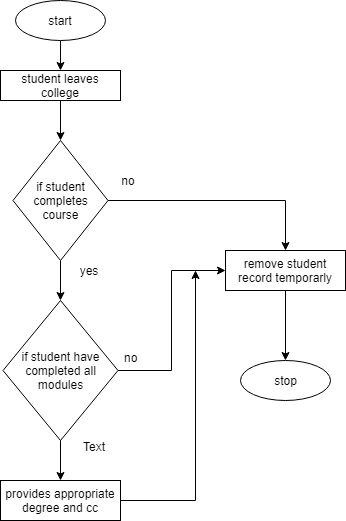 start
student leaves
college
if student
completes
course
no
yes
remove student
record temporarly
if student have
completed all
modules
no
stop
Text
provides appropriate
degree and cc